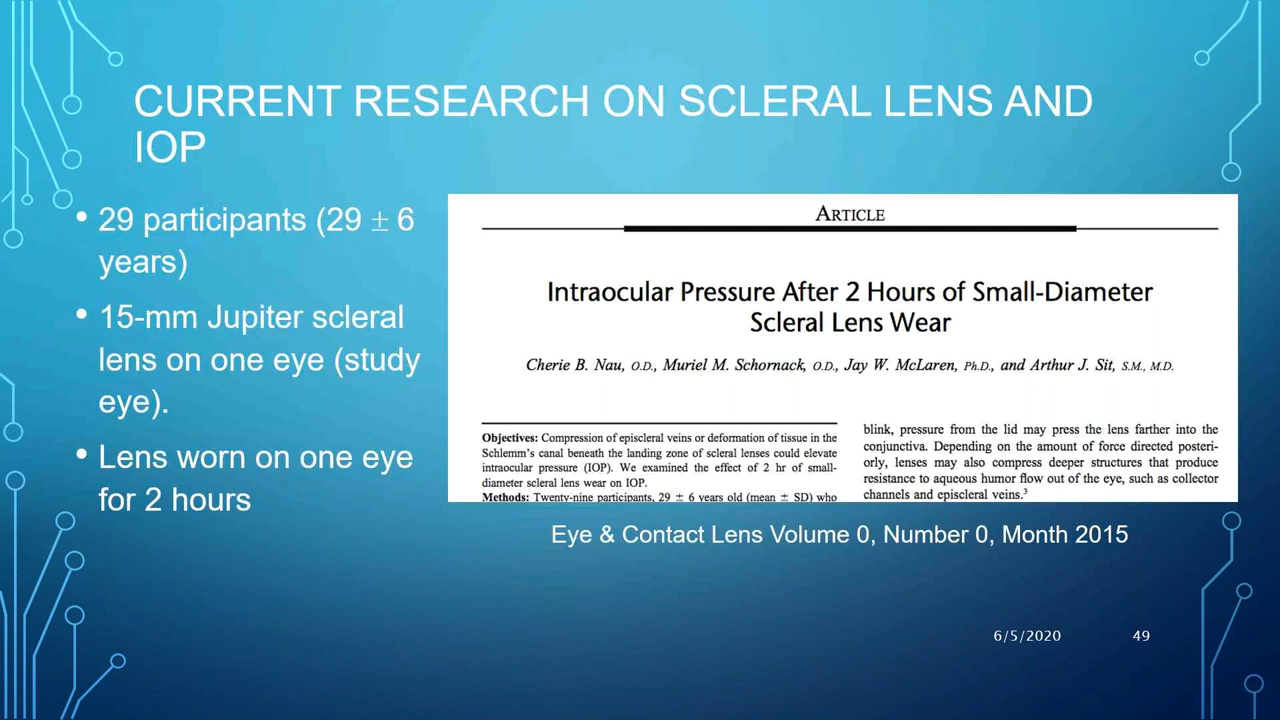 CURRENT RESEARCH ON SCLERAL LENS AND
IOP
• 29 participants (29 ± 6
years)
• 15-mm Jupiter scleral
lens on one eye (study
eye).
• Lens worn on one eye
for 2 hours
ARTICLE
Intraocular Pressure After 2 Hours of Small-Diameter
Scleral Lens Wear
Cherie B. Nau, O.D., Muriel M. Schornack, O.D., Jay W. McLaren, Ph.D., and Arthur J. Sit, S.M., M.D.
Objectives: Compression of episcleral veins or deformation of tissue in the
Schlemm's canal beneath the landing zone of scleral lenses could elevate
intraocular pressure (IOP). We examined the effect of 2 hr of small-
diameter scleral lens wear on IOP.
Methods: Twenty-nine participants, 29 ± 6 years old (mean ± SD) who
blink, pressure from the lid may press the lens farther into the
conjunctiva. Depending on the amount of force directed posteri-
orly, lenses may also compress deeper structures that produce
resistance to aqueous humor flow out of the eye, such as collector
channels and episcleral veins.3
Eye & Contact Lens Volume 0, Number 0, Month 2015
6/5/2020
49